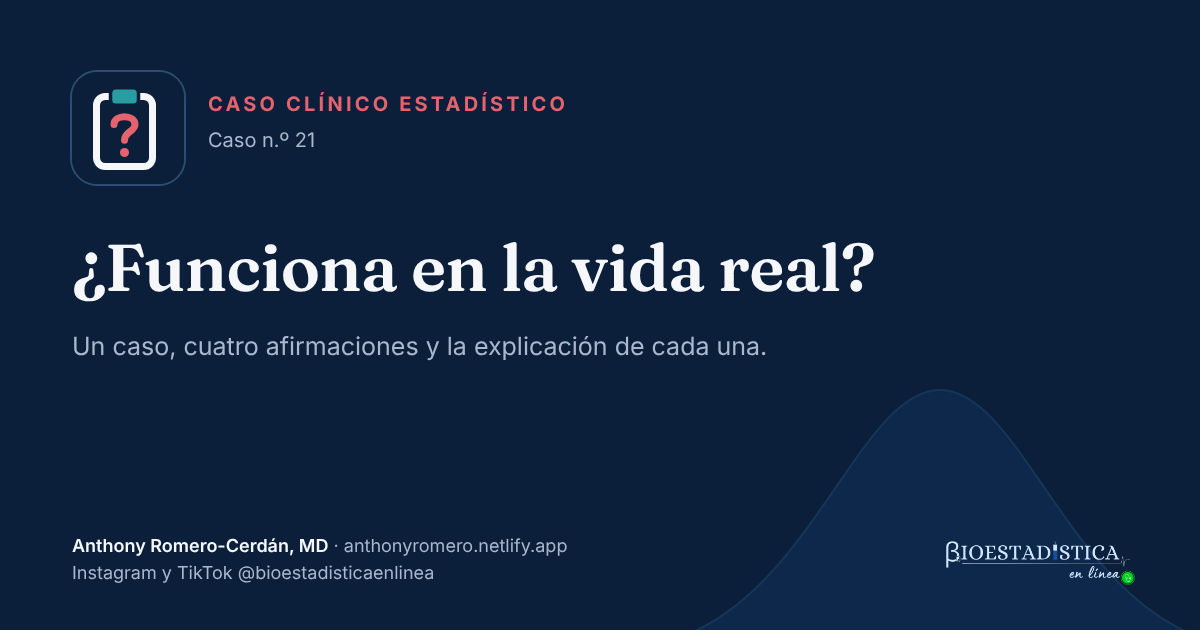 CASO CLÍNICO ESTADÍSTICO
Caso n.º 21
¿Funciona en la vida real?
Un caso, cuatro afirmaciones y la explicación de cada una.
Anthony Romero-Cerdán, MD · anthonyromero.netlify.app
Instagram y TikTok @bioestadisticaenlinea
βIOESTADÍSTICA
en línea